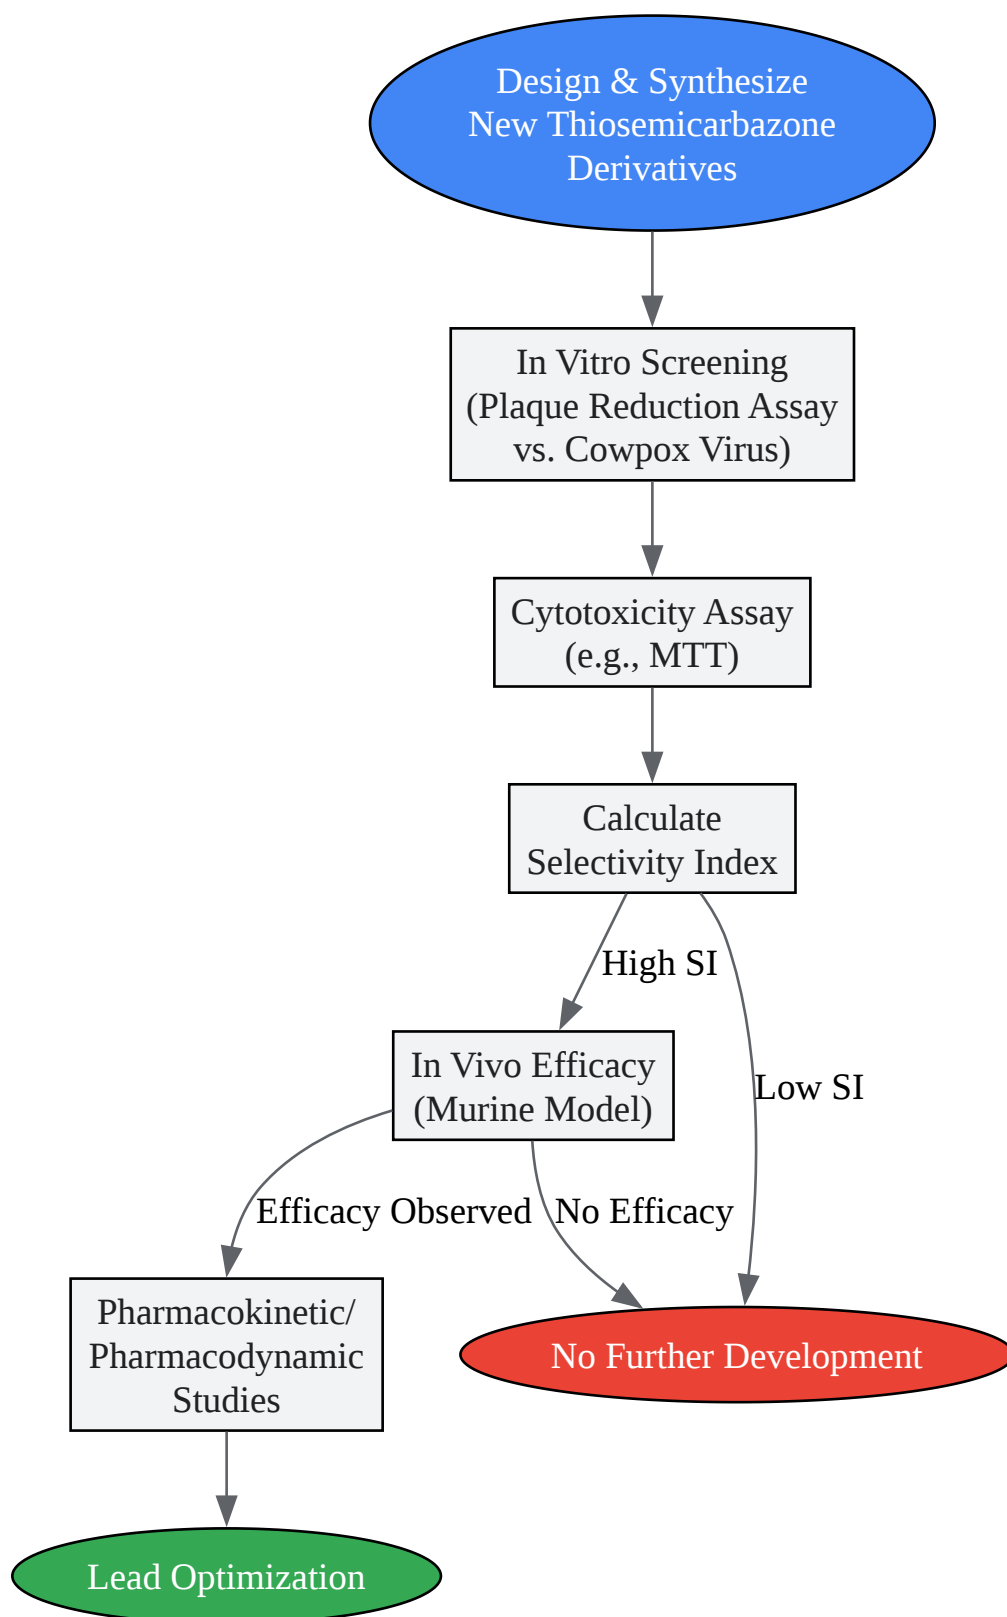 Design & Synthesize
New Thiosemicarbazone
Derivatives
In Vitro Screening
(Plaque Reduction Assay
vs. Cowpox Virus)
Cytotoxicity Assay
(e.g., MTT)
Calculate
Selectivity Index
High SI
In Vivo Efficacy
(Murine Model)
Low SI
Efficacy Observed
No Efficacy
Pharmacokinetic/
Pharmacodynamic
Studies
No Further Development
Lead Optimization